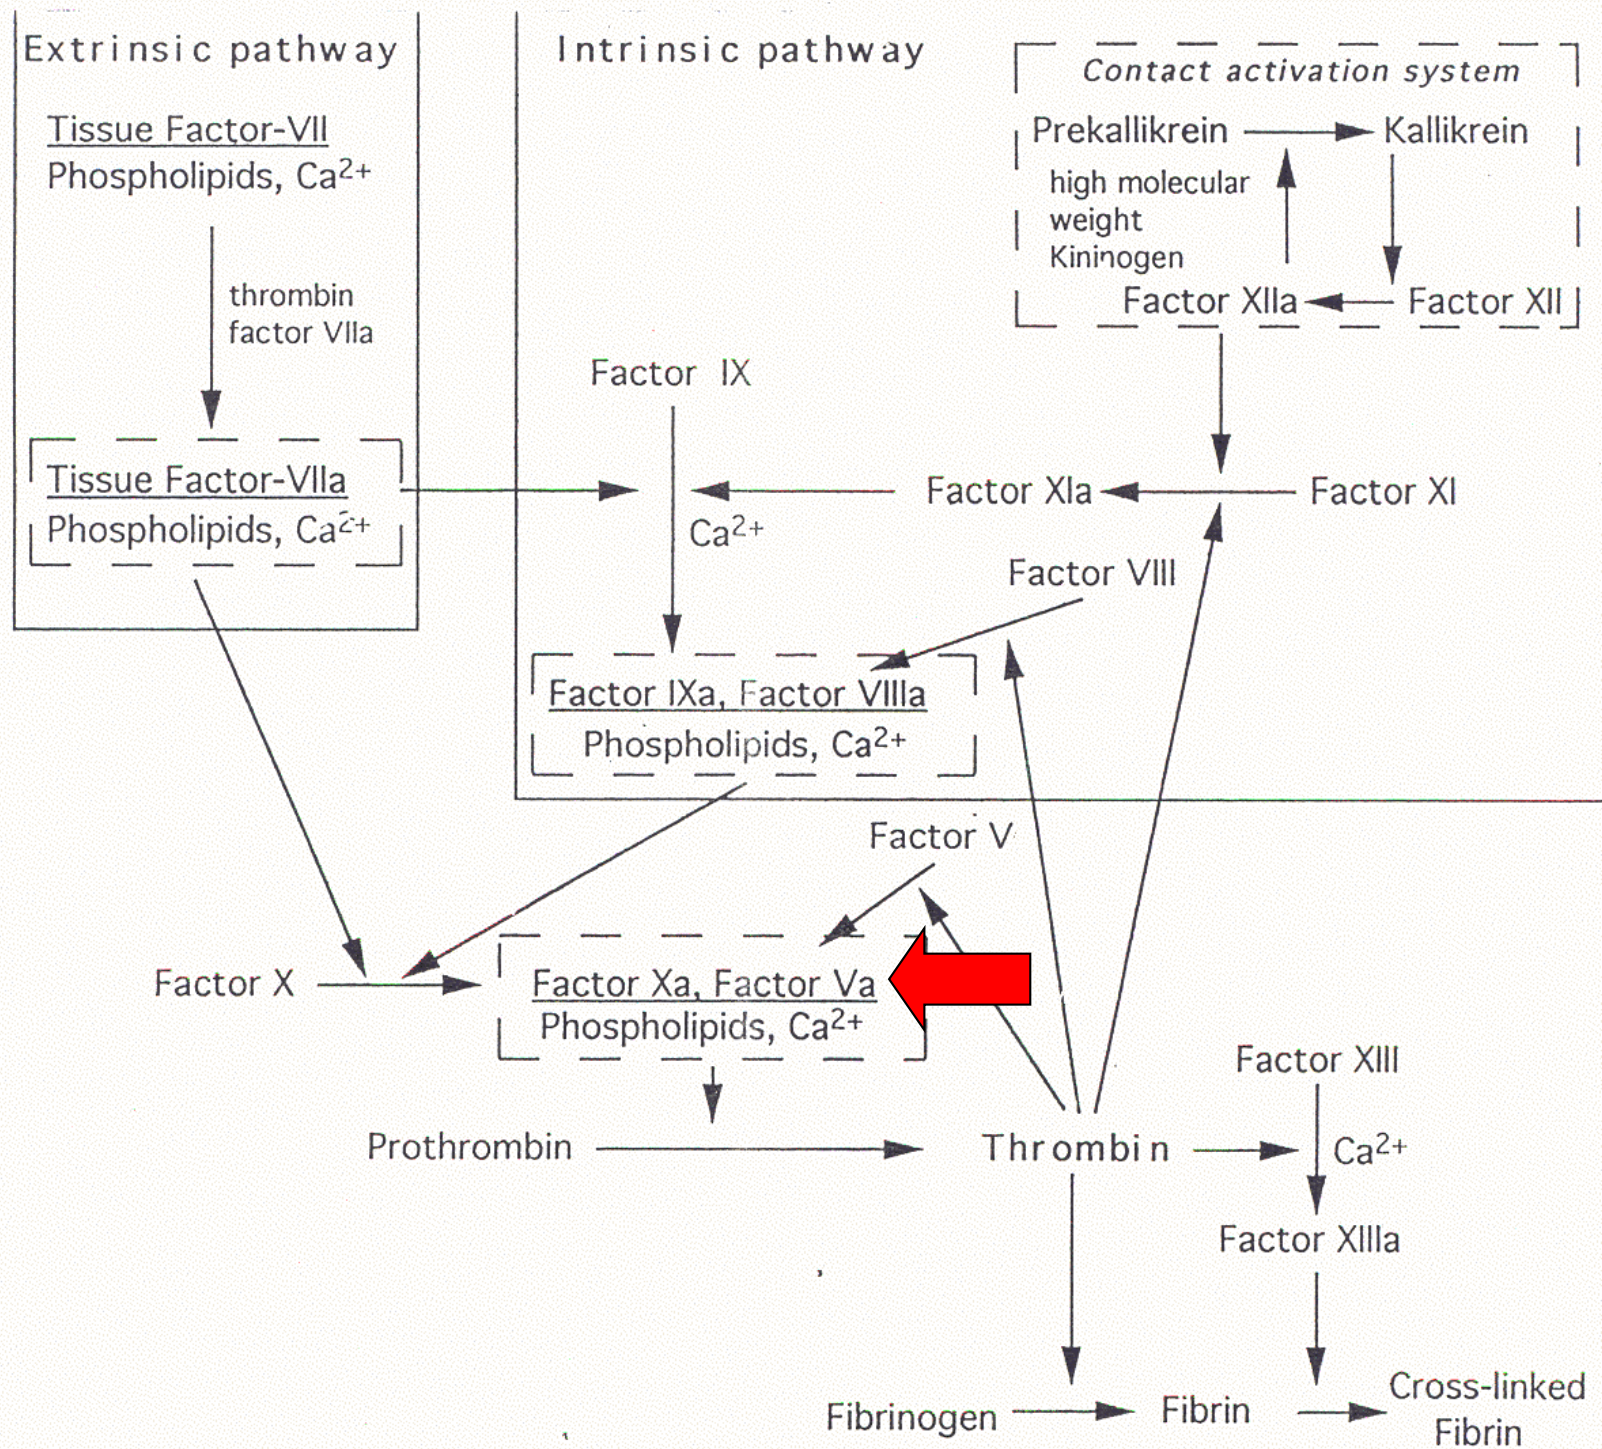 Extrinsic pathway
Tissue Factor-VII
Phospholipids, Ca2+
thrombin
factor VIIa
Tissue Factor-VIIa
Phospholipids, Ca2+
Intrinsic pathway
Contact activation system
Prekallikrein
Kallikrein
high molecular
weight
Kininogen
Factor XIIa
Factor XII
Factor IX
Ca2+
Factor XIa
Factor XI
Factor VIII
Factor IXa, Factor VIIIa
Phospholipids, Ca2+
Factor V
Factor X
Factor Xa, Factor Va
Phospholipids, Ca2+
Prothrombin
Thrombin
Factor XIII
Ca2+
Factor XIIIa
Fibrinogen
Fibrin
Cross-linked
Fibrin